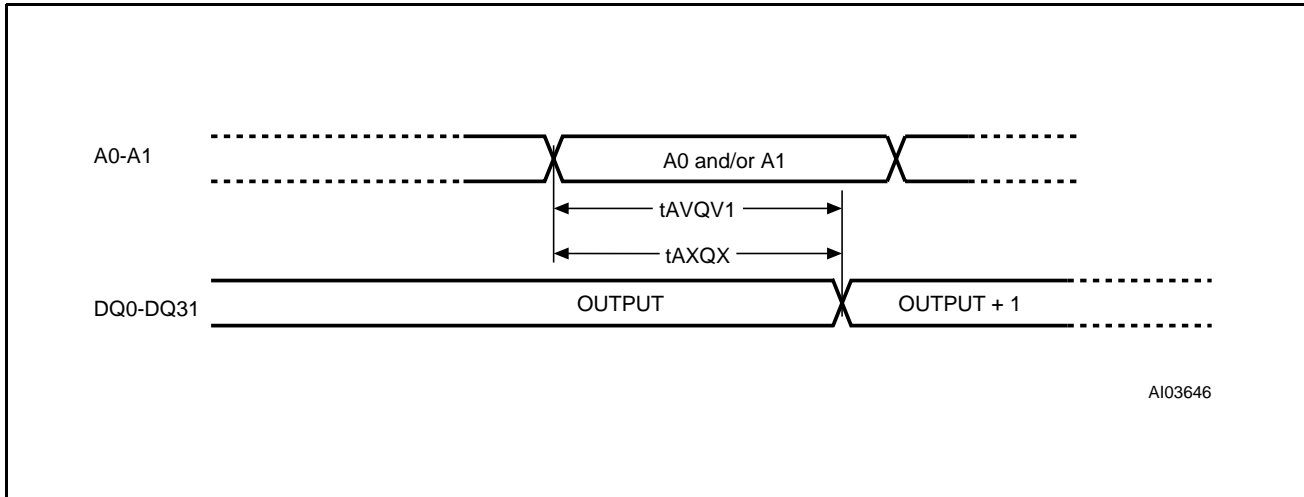 A0-A1
A0 and/or A1
tAVQV1
tAXQX
DQ0-DQ31
OUTPUT
OUTPUT + 1
AI03646